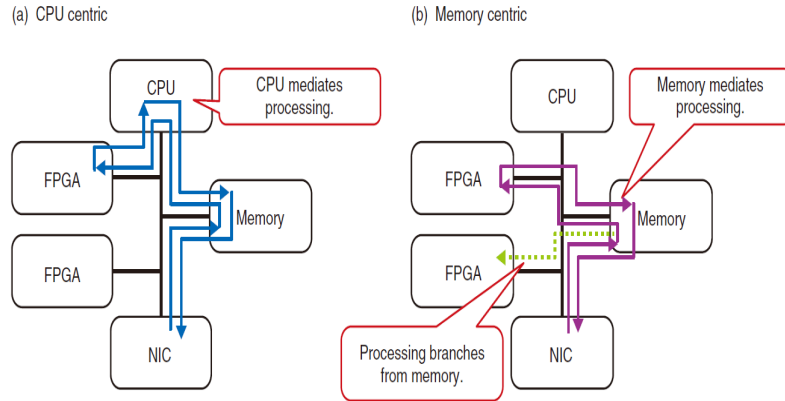 (a) CPU centric
CPU
CPU mediates
processing.
FPGA
Memory
FPGA
NIC
(b) Memory centric
CPU
Memory mediates
processing.
FPGA
Memory
FPGA
Processing branches
from memory.
NIC